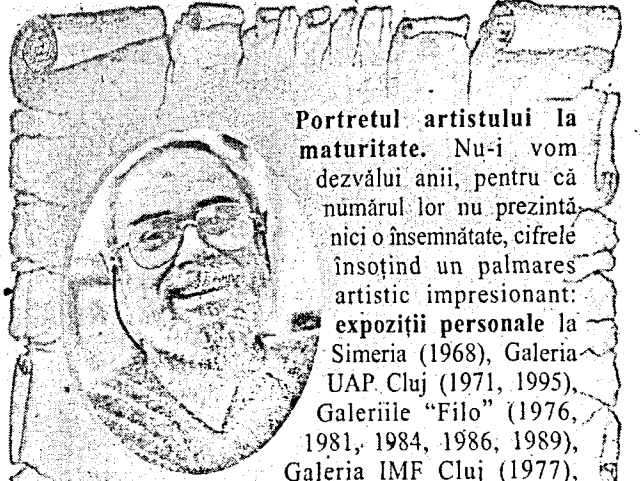 Portretul artistului la
maturitate. Nu-i vom
dezvălui anii, pentru că
numărul lor nu prezintă
nici o însemnătate, cifrele
însoțind un palmares
artistic impresionant:
expoziții personale la
Simeria (1968), Galeria
UAP Cluj (1971, 1995),
Galeriile “Filo” (1976,
1981, 1984, 1986, 1989),
Galeria IMF Cluj (1977),